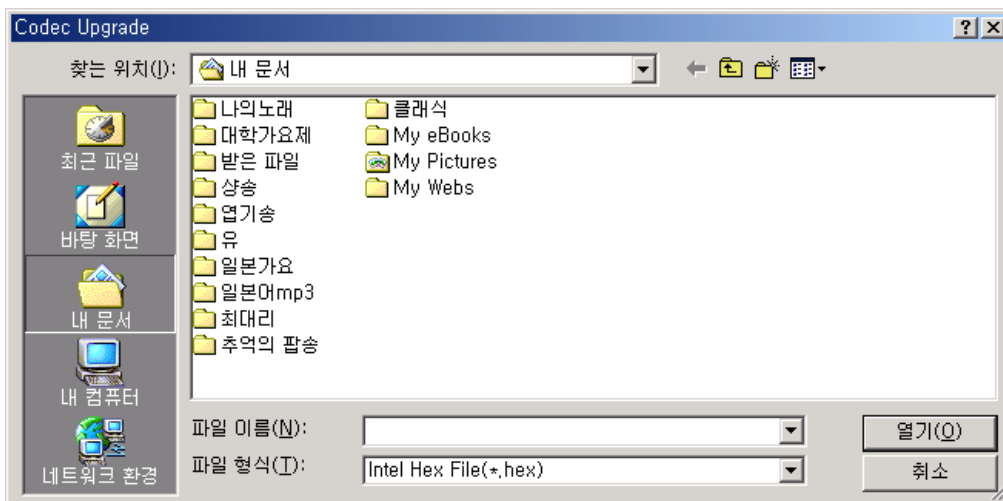 Codec Upgrade
찾는 위치(I):
내 문서
최근 파일
바탕 화면
내 문서
내 컴퓨터
네트워크 환경
나의노래
대학가요제
받은 파일
샹송
엽기송
유
일본가요
일본어mp3
최대리
추억의 팝송
클래식
My eBooks
My Pictures
My Webs
파일 이름(N):
열기(O)
파일 형식(T):
Intel Hex File(*.hex)
취소